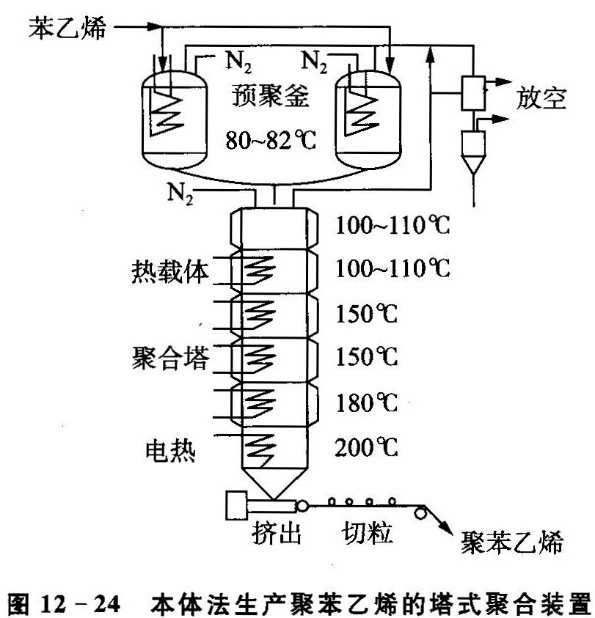 苯乙烯
N₂ N₂
预聚釜
放空
80~82℃
N₂
100~110℃
热载体 100~110℃
150℃
聚合塔 150℃
180℃
电热 200℃
挤出 切粒
聚苯乙烯
图 12-24 本体法生产聚苯乙烯的塔式聚合装置